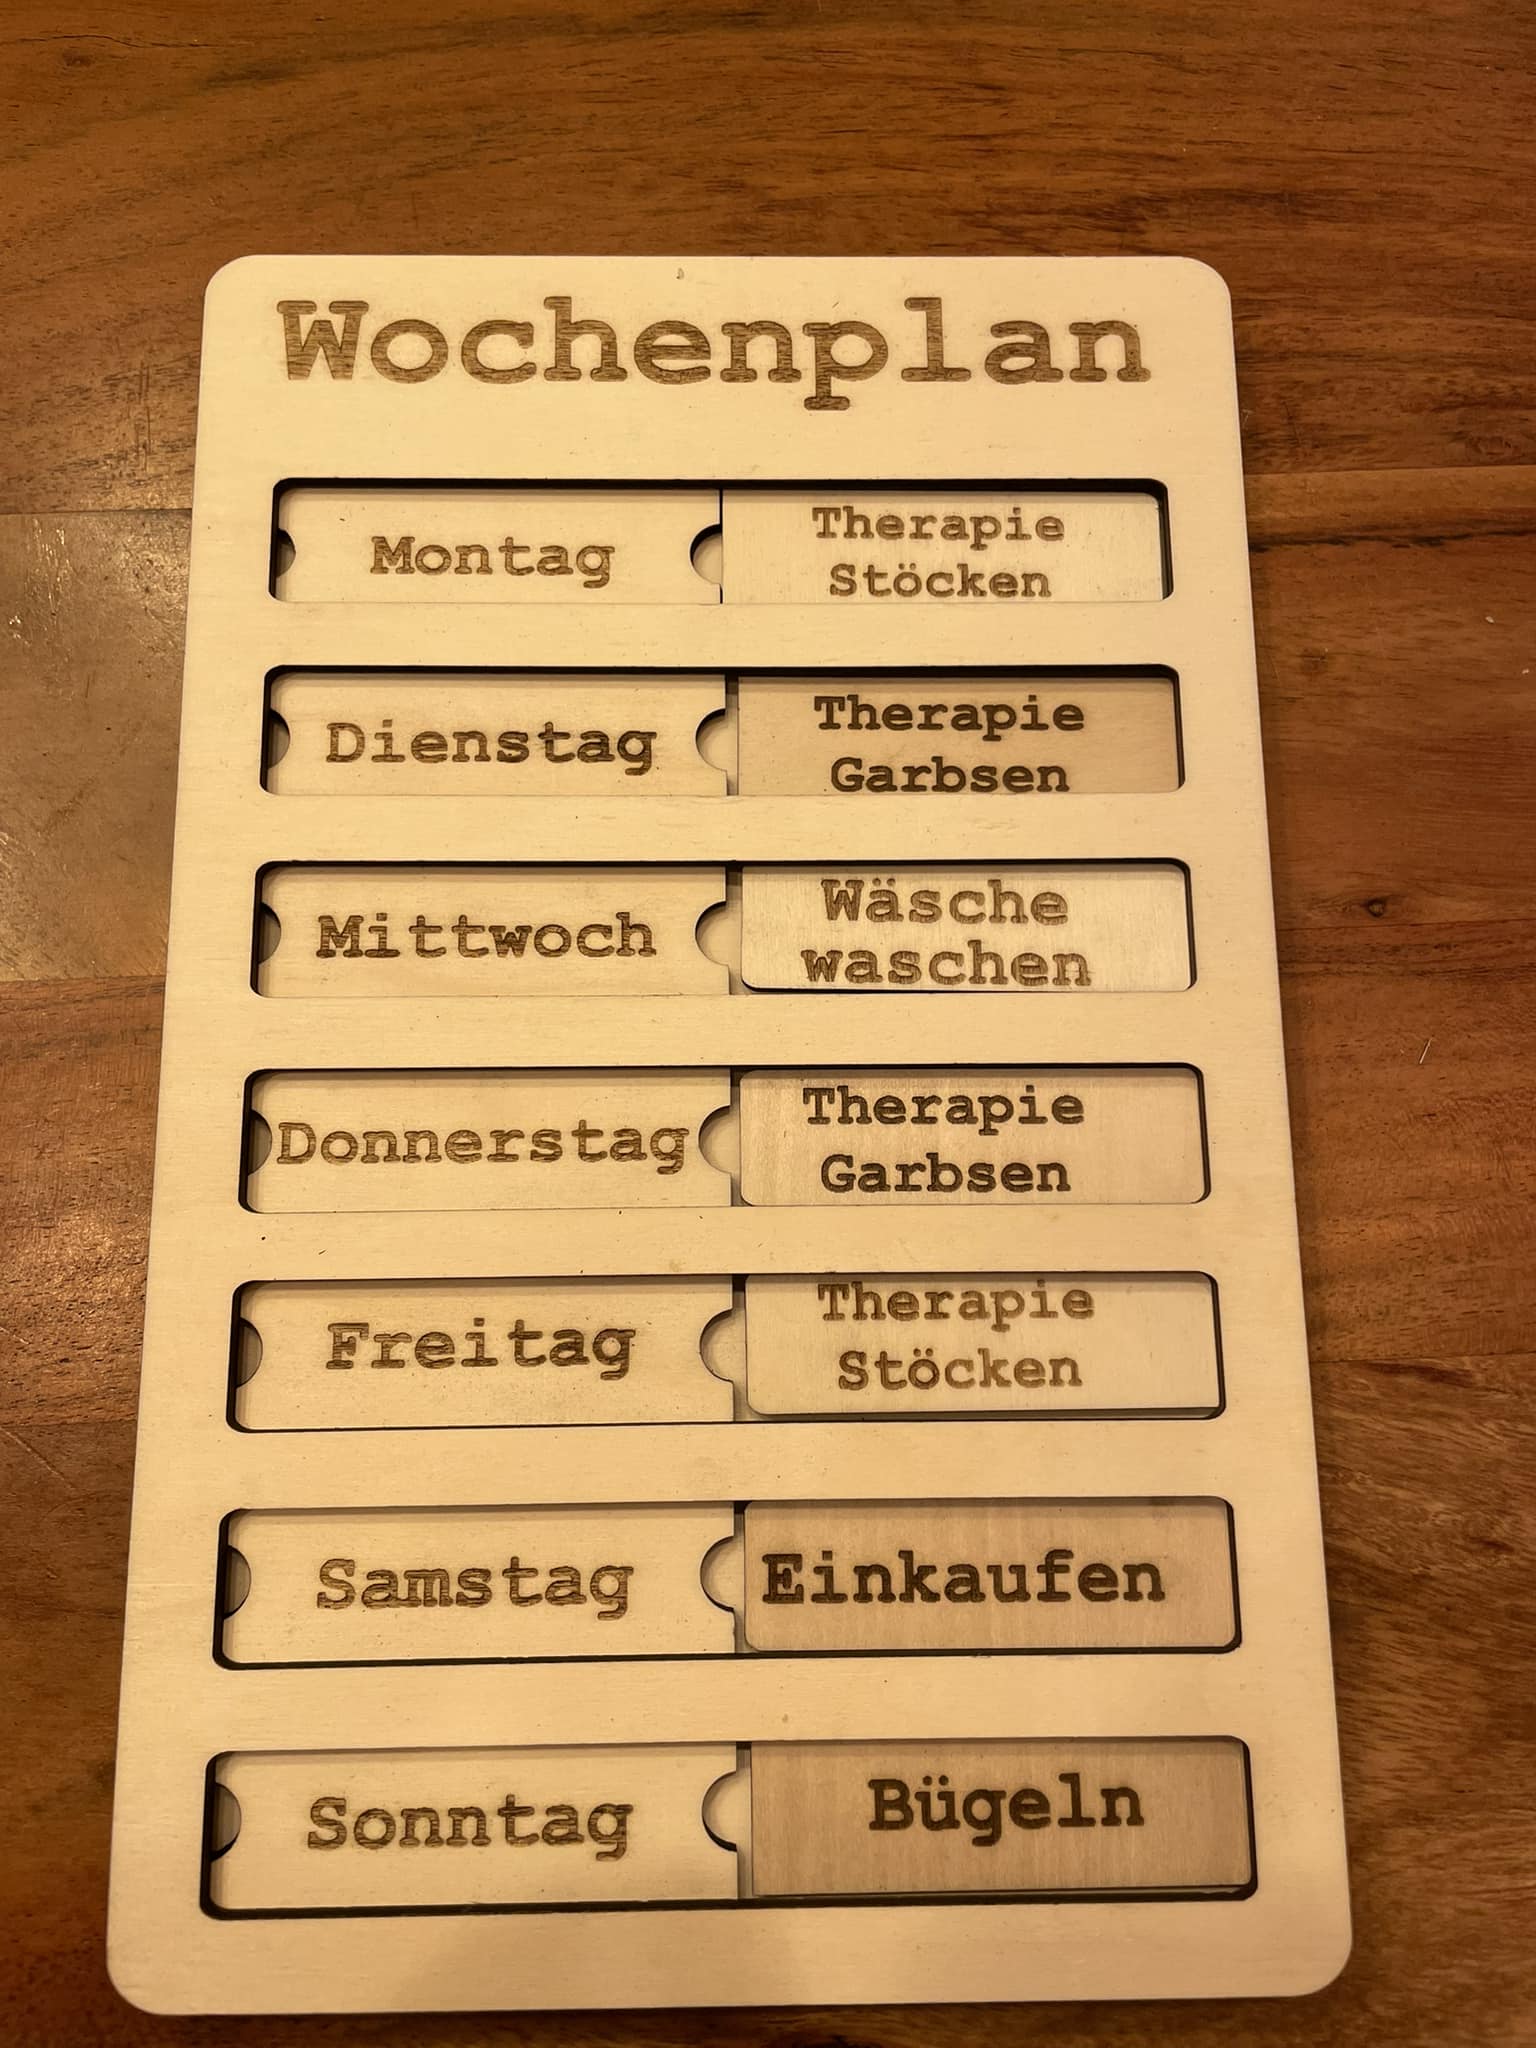 Wochenplan
Montag
Therapie
Stöcken
Dienstag
Therapie
Garbsen
Mittwoch
Wäsche
waschen
Donnerstag
Therapie
Garbsen
Freitag
Therapie
Stöcken
Samstag
Einkaufen
Sonntag
Bügeln